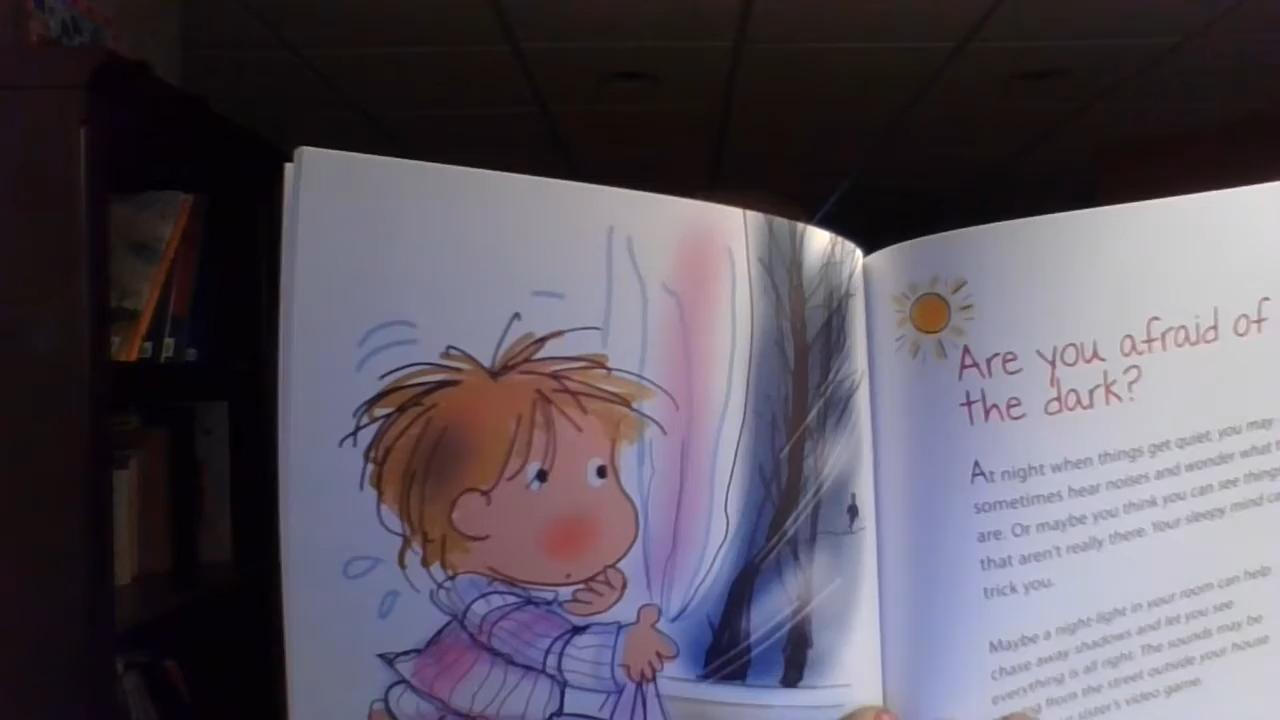 Are you afraid of
the dark?
At night when things get quiet, you may
sometimes hear noises and wonder what
are. Or maybe you think you can see things
that aren't really there. Your sleepy mind
trick you.
Maybe a night-light in your room can help
chase away shadows and let you see
everything is all right. The sounds may be
from the street outside your house
sister's video game.